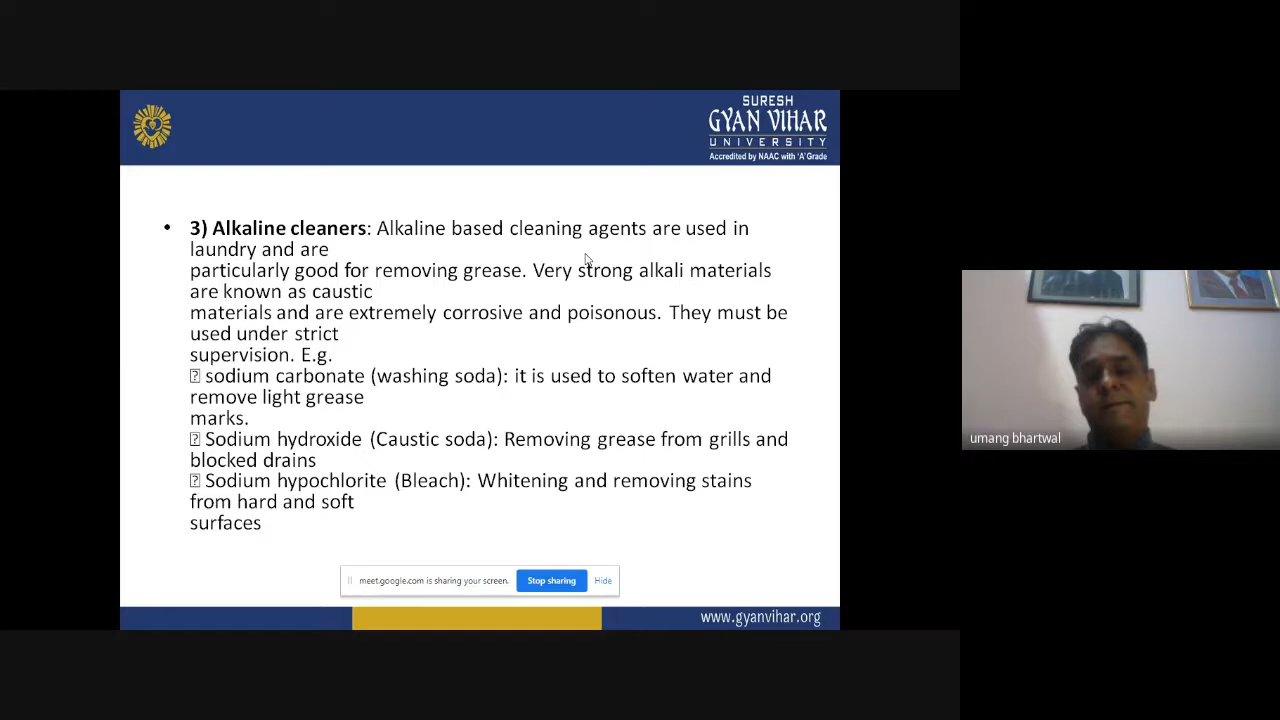 SURESH
GYAN VIHAR
UNIVERSITY
Accredited by NAAC with 'A' Grade
• 3) Alkaline cleaners: Alkaline based cleaning agents are used in
laundry and are
particularly good for removing grease. Very strong alkali materials
are known as caustic
materials and are extremely corrosive and poisonous. They must be
used under strict
supervision. E.g.
sodium carbonate (washing soda): it is used to soften water and
remove light grease
marks.
Sodium hydroxide (Caustic soda): Removing grease from grills and
blocked drains
Sodium hypochlorite (Bleach): Whitening and removing stains
from hard and soft
surfaces
meet.google.com is sharing your screen. Stop sharing Hide
www.gyanvihar.org
umang bhartwal